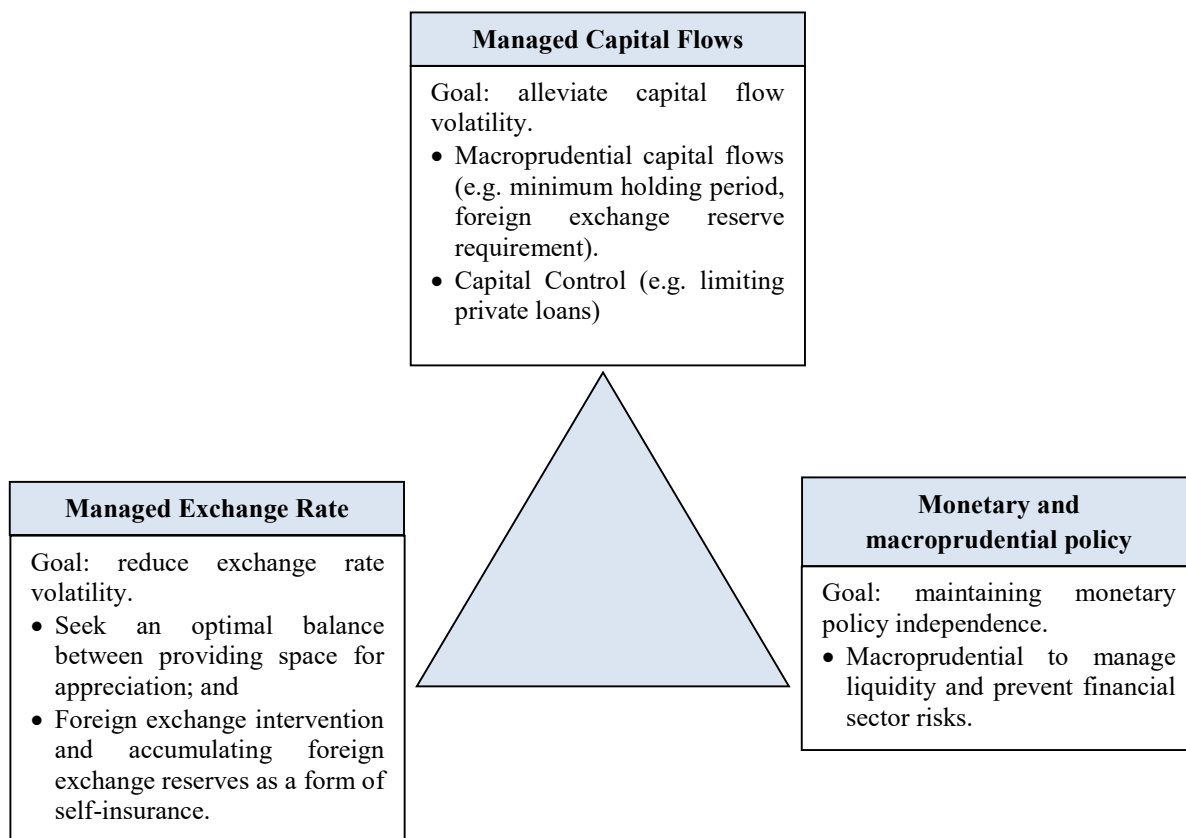 Managed Capital Flows
Goal: alleviate capital flow
volatility.
• Macroprudential capital flows
(e.g. minimum holding period,
foreign exchange reserve
requirement).
• Capital Control (e.g. limiting
private loans)
Managed Exchange Rate
Goal: reduce exchange rate
volatility.
• Seek an optimal balance
between providing space for
appreciation; and
• Foreign exchange intervention
and accumulating foreign
exchange reserves as a form of
self-insurance.
Monetary and
macroprudential policy
Goal: maintaining monetary
policy independence.
• Macroprudential to manage
liquidity and prevent financial
sector risks.